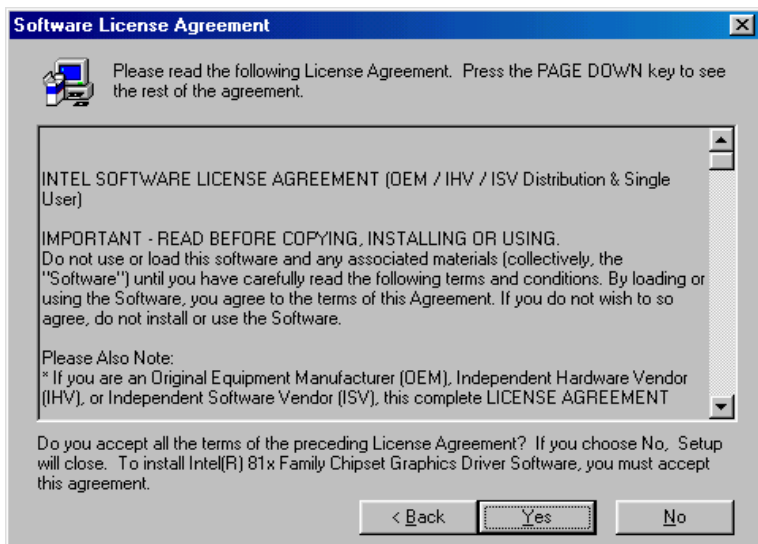 Software License Agreement
Please read the following License Agreement. Press the PAGE DOWN key to see
the rest of the agreement.
INTEL SOFTWARE LICENSE AGREEMENT (OEM / IHV / ISV Distribution & Single
User)
IMPORTANT - READ BEFORE COPYING, INSTALLING OR USING.
Do not use or load this software and any associated materials (collectively, the
"Software") until you have carefully read the following terms and conditions. By loading or
using the Software, you agree to the terms of this Agreement. If you do not wish to so
agree, do not install or use the Software.
Please Also Note:
* If you are an Original Equipment Manufacturer (OEM), Independent Hardware Vendor
(IHV), or Independent Software Vendor (ISV), this complete LICENSE AGREEMENT
Do you accept all the terms of the preceding License Agreement? If you choose No, Setup
will close. To install Intel(R) 81x Family Chipset Graphics Driver Software, you must accept
this agreement.
< Back Yes No